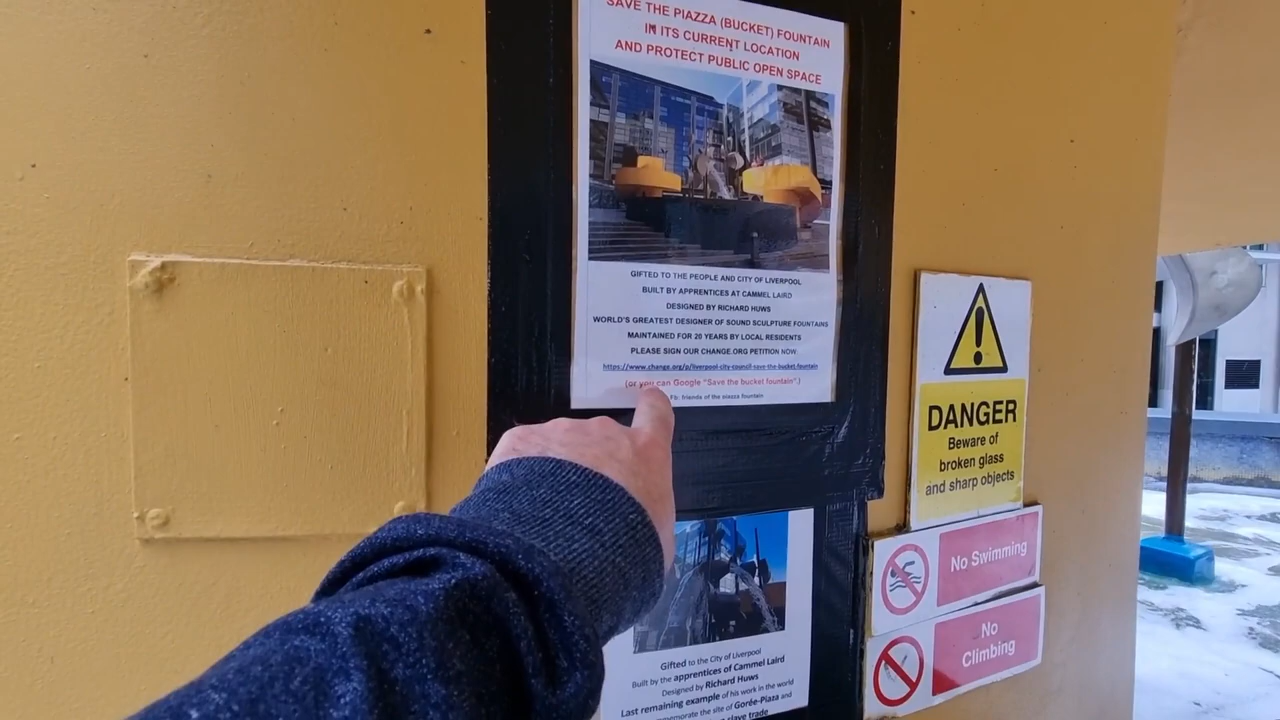 SAVE THE PIAZZA (BUCKET) FOUNTAIN
IN ITS CURRENT LOCATION
AND PROTECT PUBLIC OPEN SPACE
GIFTED TO THE PEOPLE AND CITY OF LIVERPOOL
BUILT BY APPRENTICES AT CAMMEL LAIRD
DESIGNED BY RICHARD HUWS
WORLD'S GREATEST DESIGNER OF SOUND SCULPTURE FOUNTAINS
MAINTAINED FOR 20 YEARS BY LOCAL RESIDENTS
PLEASE SIGN OUR CHANGE.ORG PETITION NOW
https://www.change.org/p/liverpool-city-council-save-the-bucket-fountain
(or you can Google "Save the bucket fountain".)
Fb: friends of the piazza fountain
Gifted to the City of Liverpool
Built by the apprentices of Cammel Laird
Designed by Richard Huws
Last remaining example of his work in the world
the site of Gorée-Piaza and
slave trade
DANGER
Beware of
broken glass
and sharp objects
No Swimming
No
Climbing